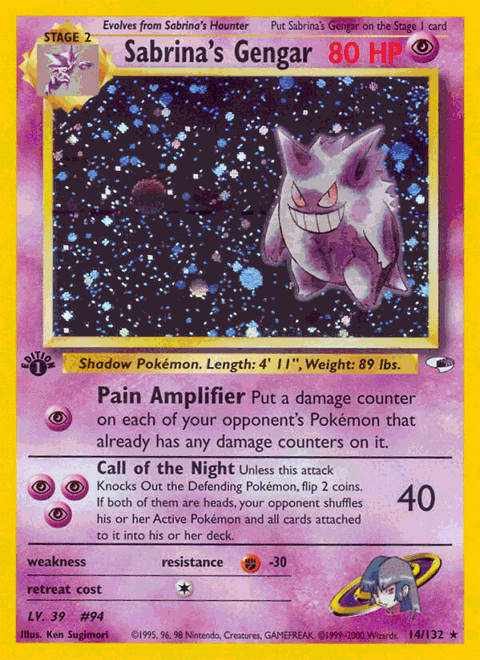 Evolves from Sabrina's Haunter Put Sabrina's Gengar on the Stage 1 card
STAGE 2
Sabrina's Gengar 80 HP
EDITION
1
Shadow Pokémon. Length: 4' 11", Weight: 89 lbs.
Pain Amplifier Put a damage counter
on each of your opponent's Pokémon that
already has any damage counters on it.
Call of the Night Unless this attack
Knocks Out the Defending Pokémon, flip 2 coins.
If both of them are heads, your opponent shuffles
his or her Active Pokémon and all cards attached
to it into his or her deck.
40
weakness resistance -30
retreat cost
LV. 39 #94
Illus. Ken Sugimori ©1995, 96, 98 Nintendo, Creatures, GAMEFREAK. ©1999-2000 Wizards. 14/132 ★